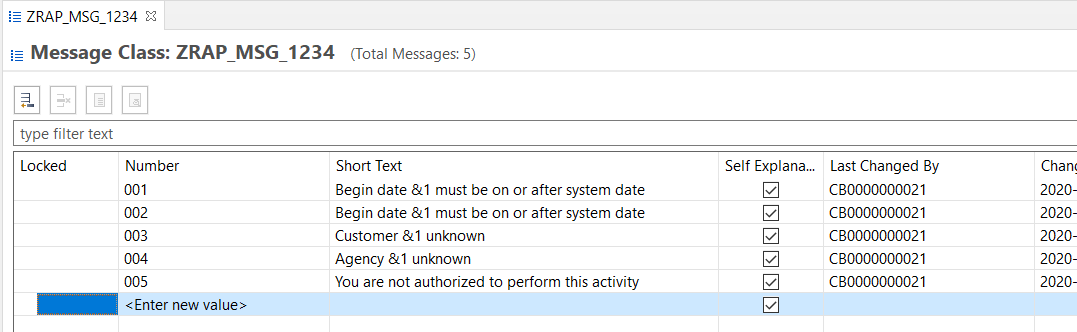 ZRAP_MSG_1234
Message Class: ZRAP_MSG_1234 (Total Messages: 5)
type filter text
Locked Number Short Text Self Explana... Last Changed By Chang
001 Begin date &1 must be on or after system date CB0000000021 2020-
002 Begin date &1 must be on or after system date CB0000000021 2020-
003 Customer &1 unknown CB0000000021 2020-
004 Agency &1 unknown CB0000000021 2020-
005 You are not authorized to perform this activity CB0000000021 2020-
<Enter new value>